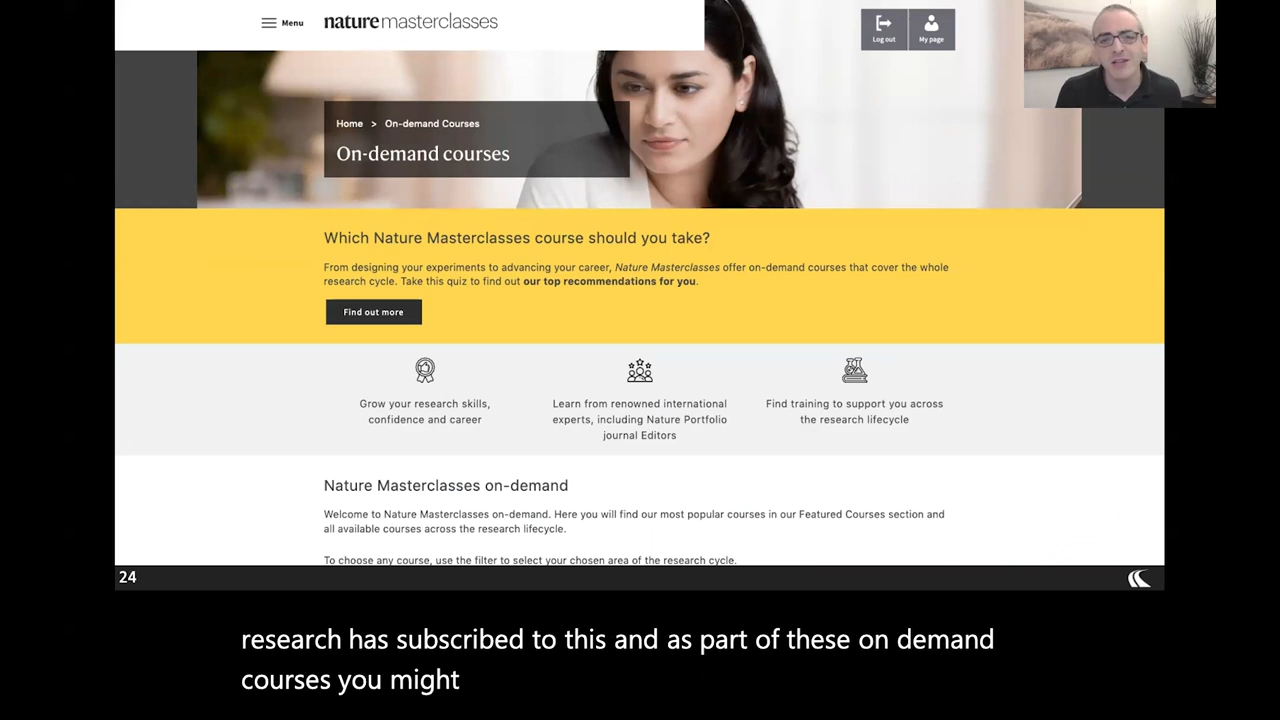 Menu
nature masterclasses
Log out
My page
Home > On-demand Courses
On-demand courses
Which Nature Masterclasses course should you take?
From designing your experiments to advancing your career, Nature Masterclasses offer on-demand courses that cover the whole
research cycle. Take this quiz to find out our top recommendations for you.
Find out more
Grow your research skills,
confidence and career
Learn from renowned international
experts, including Nature Portfolio
journal Editors
Find training to support you across
the research lifecycle
Nature Masterclasses on-demand
Welcome to Nature Masterclasses on-demand. Here you will find our most popular courses in our Featured Courses section and
all available courses across the research lifecycle.
To choose any course, use the filter to select your chosen area of the research cycle.
24
research has subscribed to this and as part of these on demand
courses you might